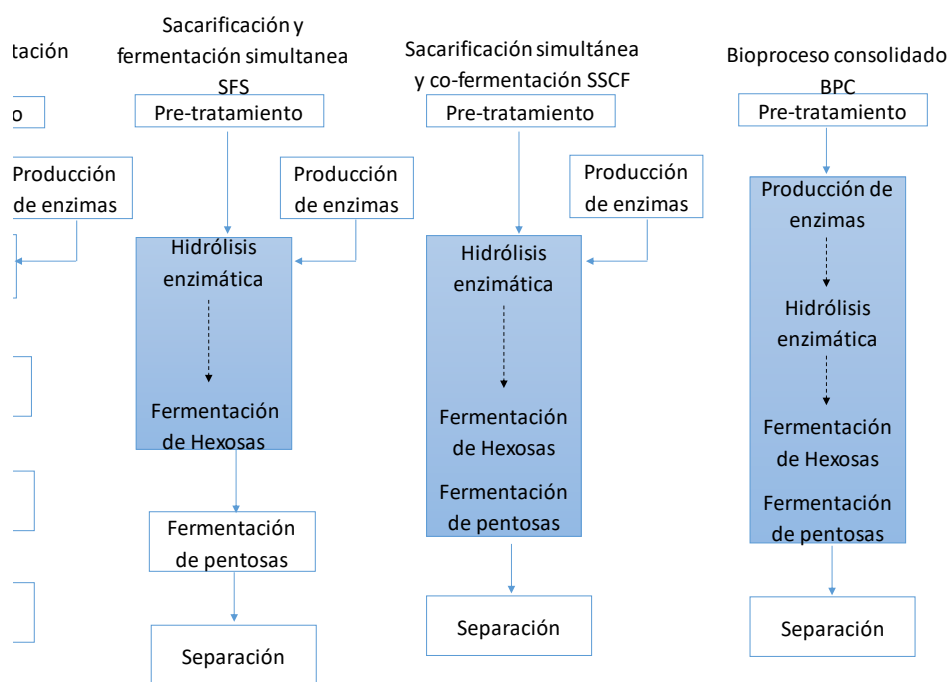 tación
o
Producción
de enzimas
Sacarificación y
fermentación simultanea
SFS
Pre-tratamiento
Producción
de enzimas
Hidrólisis
enzimática
Fermentación
de Hexosas
Fermentación
de pentosas
Separación
Sacarificación simultánea
y co-fermentación SSCF
Pre-tratamiento
Producción
de enzimas
Hidrólisis
enzimática
Fermentación
de Hexosas
Fermentación
de pentosas
Separación
Bioproceso consolidado
BPC
Pre-tratamiento
Producción de
enzimas
Hidrólisis
enzimática
Fermentación
de Hexosas
Fermentación
de pentosas
Separación